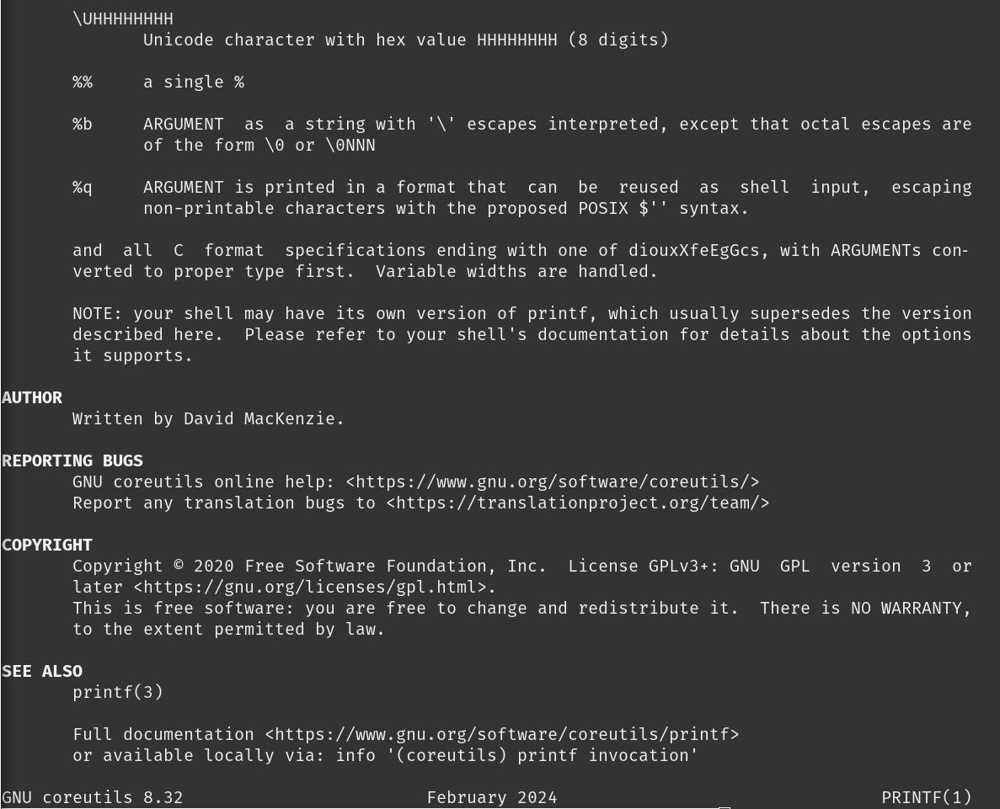 \UHHHHHHHH
Unicode character with hex value HHHHHHHH (8 digits)
%% a single %
%b ARGUMENT as a string with '\' escapes interpreted, except that octal escapes are
of the form \0 or \0NNN
%q ARGUMENT is printed in a format that can be reused as shell input, escaping
non-printable characters with the proposed POSIX $'' syntax.
and all C format specifications ending with one of diouxXfeEgGcs, with ARGUMENTs con-
verted to proper type first. Variable widths are handled.
NOTE: your shell may have its own version of printf, which usually supersedes the version
described here. Please refer to your shell's documentation for details about the options
it supports.
AUTHOR
Written by David MacKenzie.
REPORTING BUGS
GNU coreutils online help: <https://www.gnu.org/software/coreutils/>
Report any translation bugs to <https://translationproject.org/team/>
COPYRIGHT
Copyright © 2020 Free Software Foundation, Inc. License GPLv3+: GNU GPL version 3 or
later <https://gnu.org/licenses/gpl.html>.
This is free software: you are free to change and redistribute it. There is NO WARRANTY,
to the extent permitted by law.
SEE ALSO
printf(3)
Full documentation <https://www.gnu.org/software/coreutils/printf>
or available locally via: info '(coreutils) printf invocation'
GNU coreutils 8.32 February 2024 PRINTF(1)